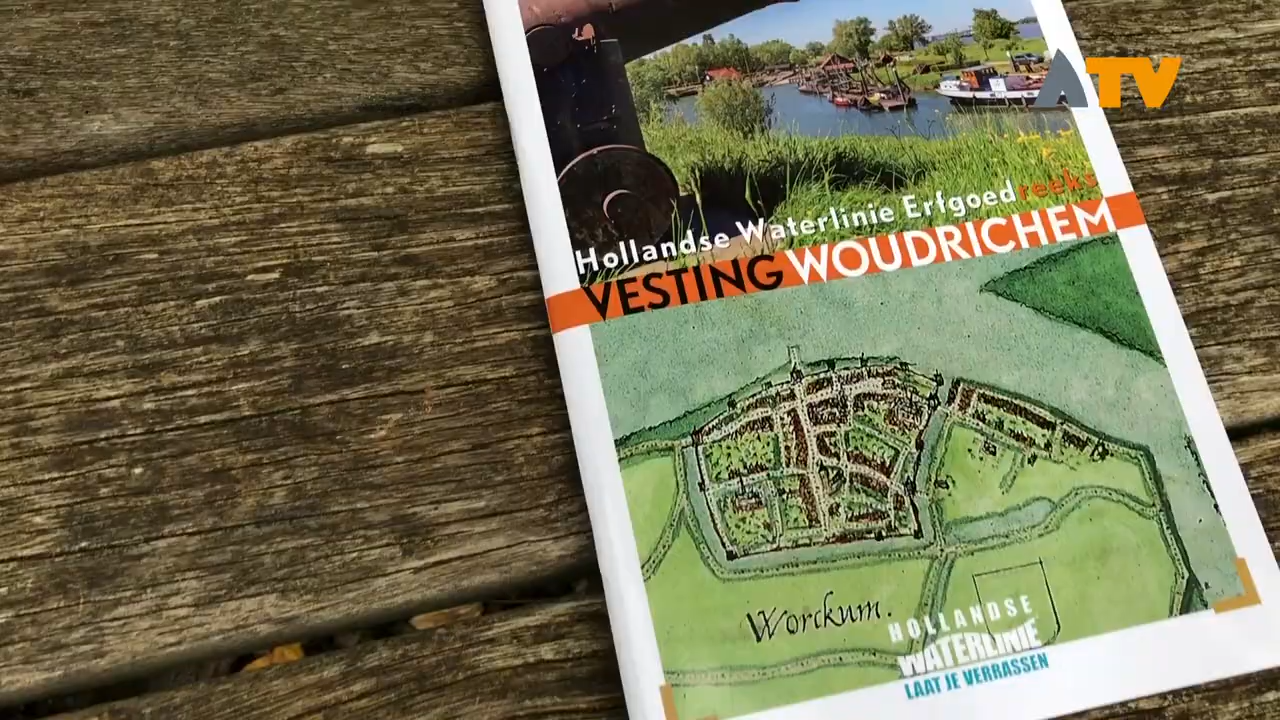 ATV
Hollandse Waterlinie Erfgoedreeks
VESTING WOUDRICHEM
Worckum.
HOLLANDSE
WATERLINIE
LAAT JE VERRASSEN